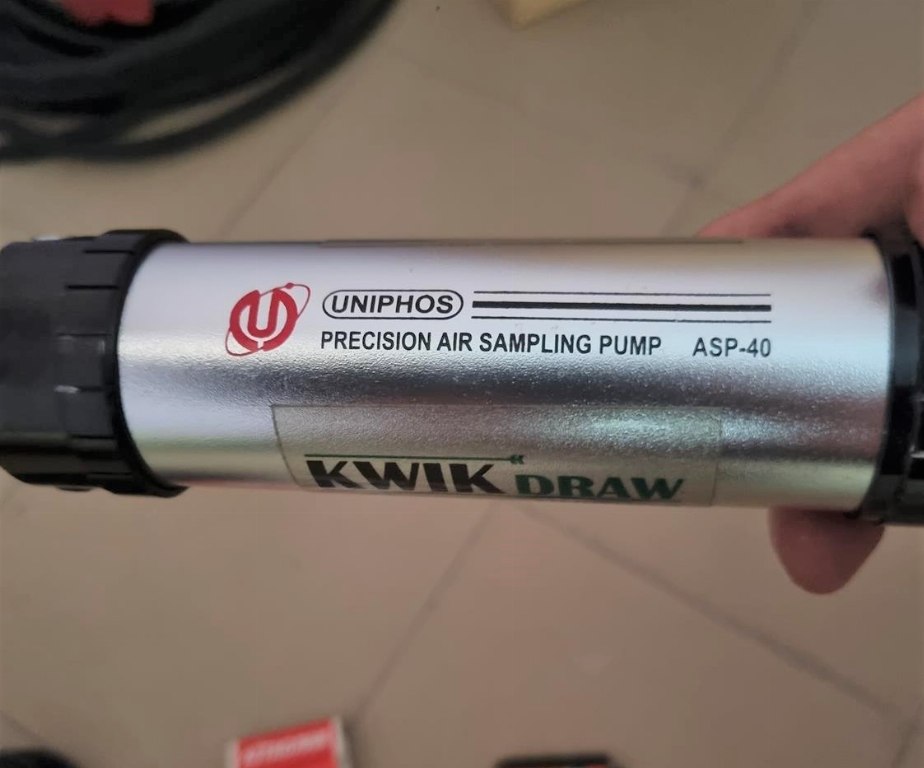 UNIPHOS
PRECISION AIR SAMPLING PUMP ASP-40
KWIK DRAW